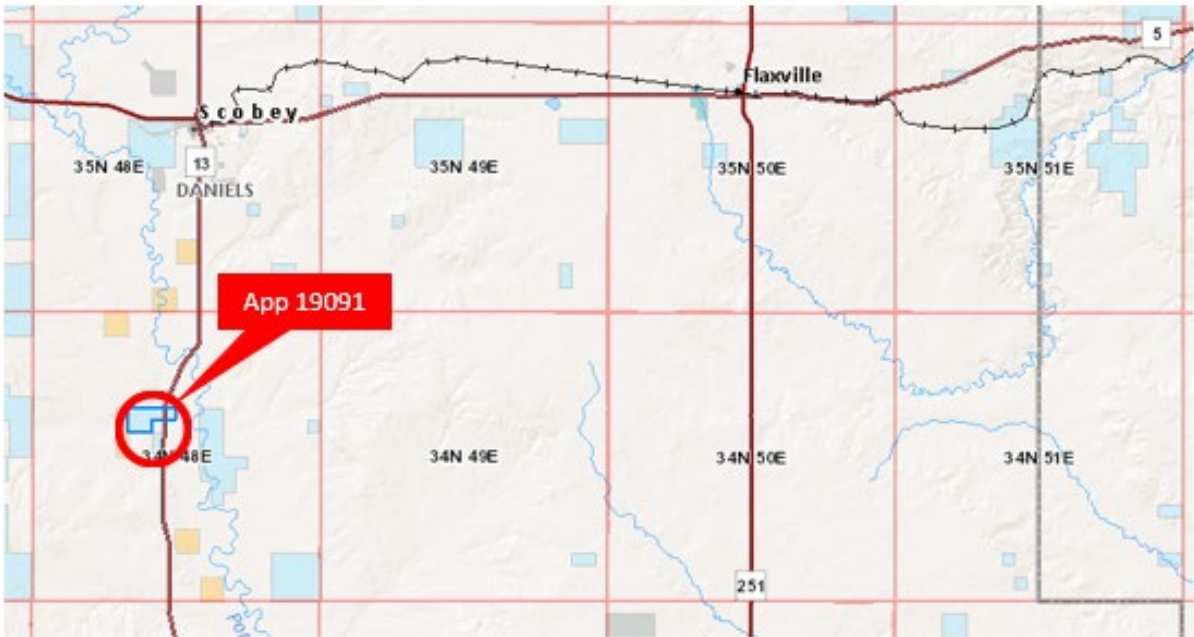 5
Flaxville
Scobey
13
35N 48E
35N 49E
35N 50E
35N 51E
DANIELS
App 19091
34N 48E
34N 49E
34N 50E
34N 51E
251